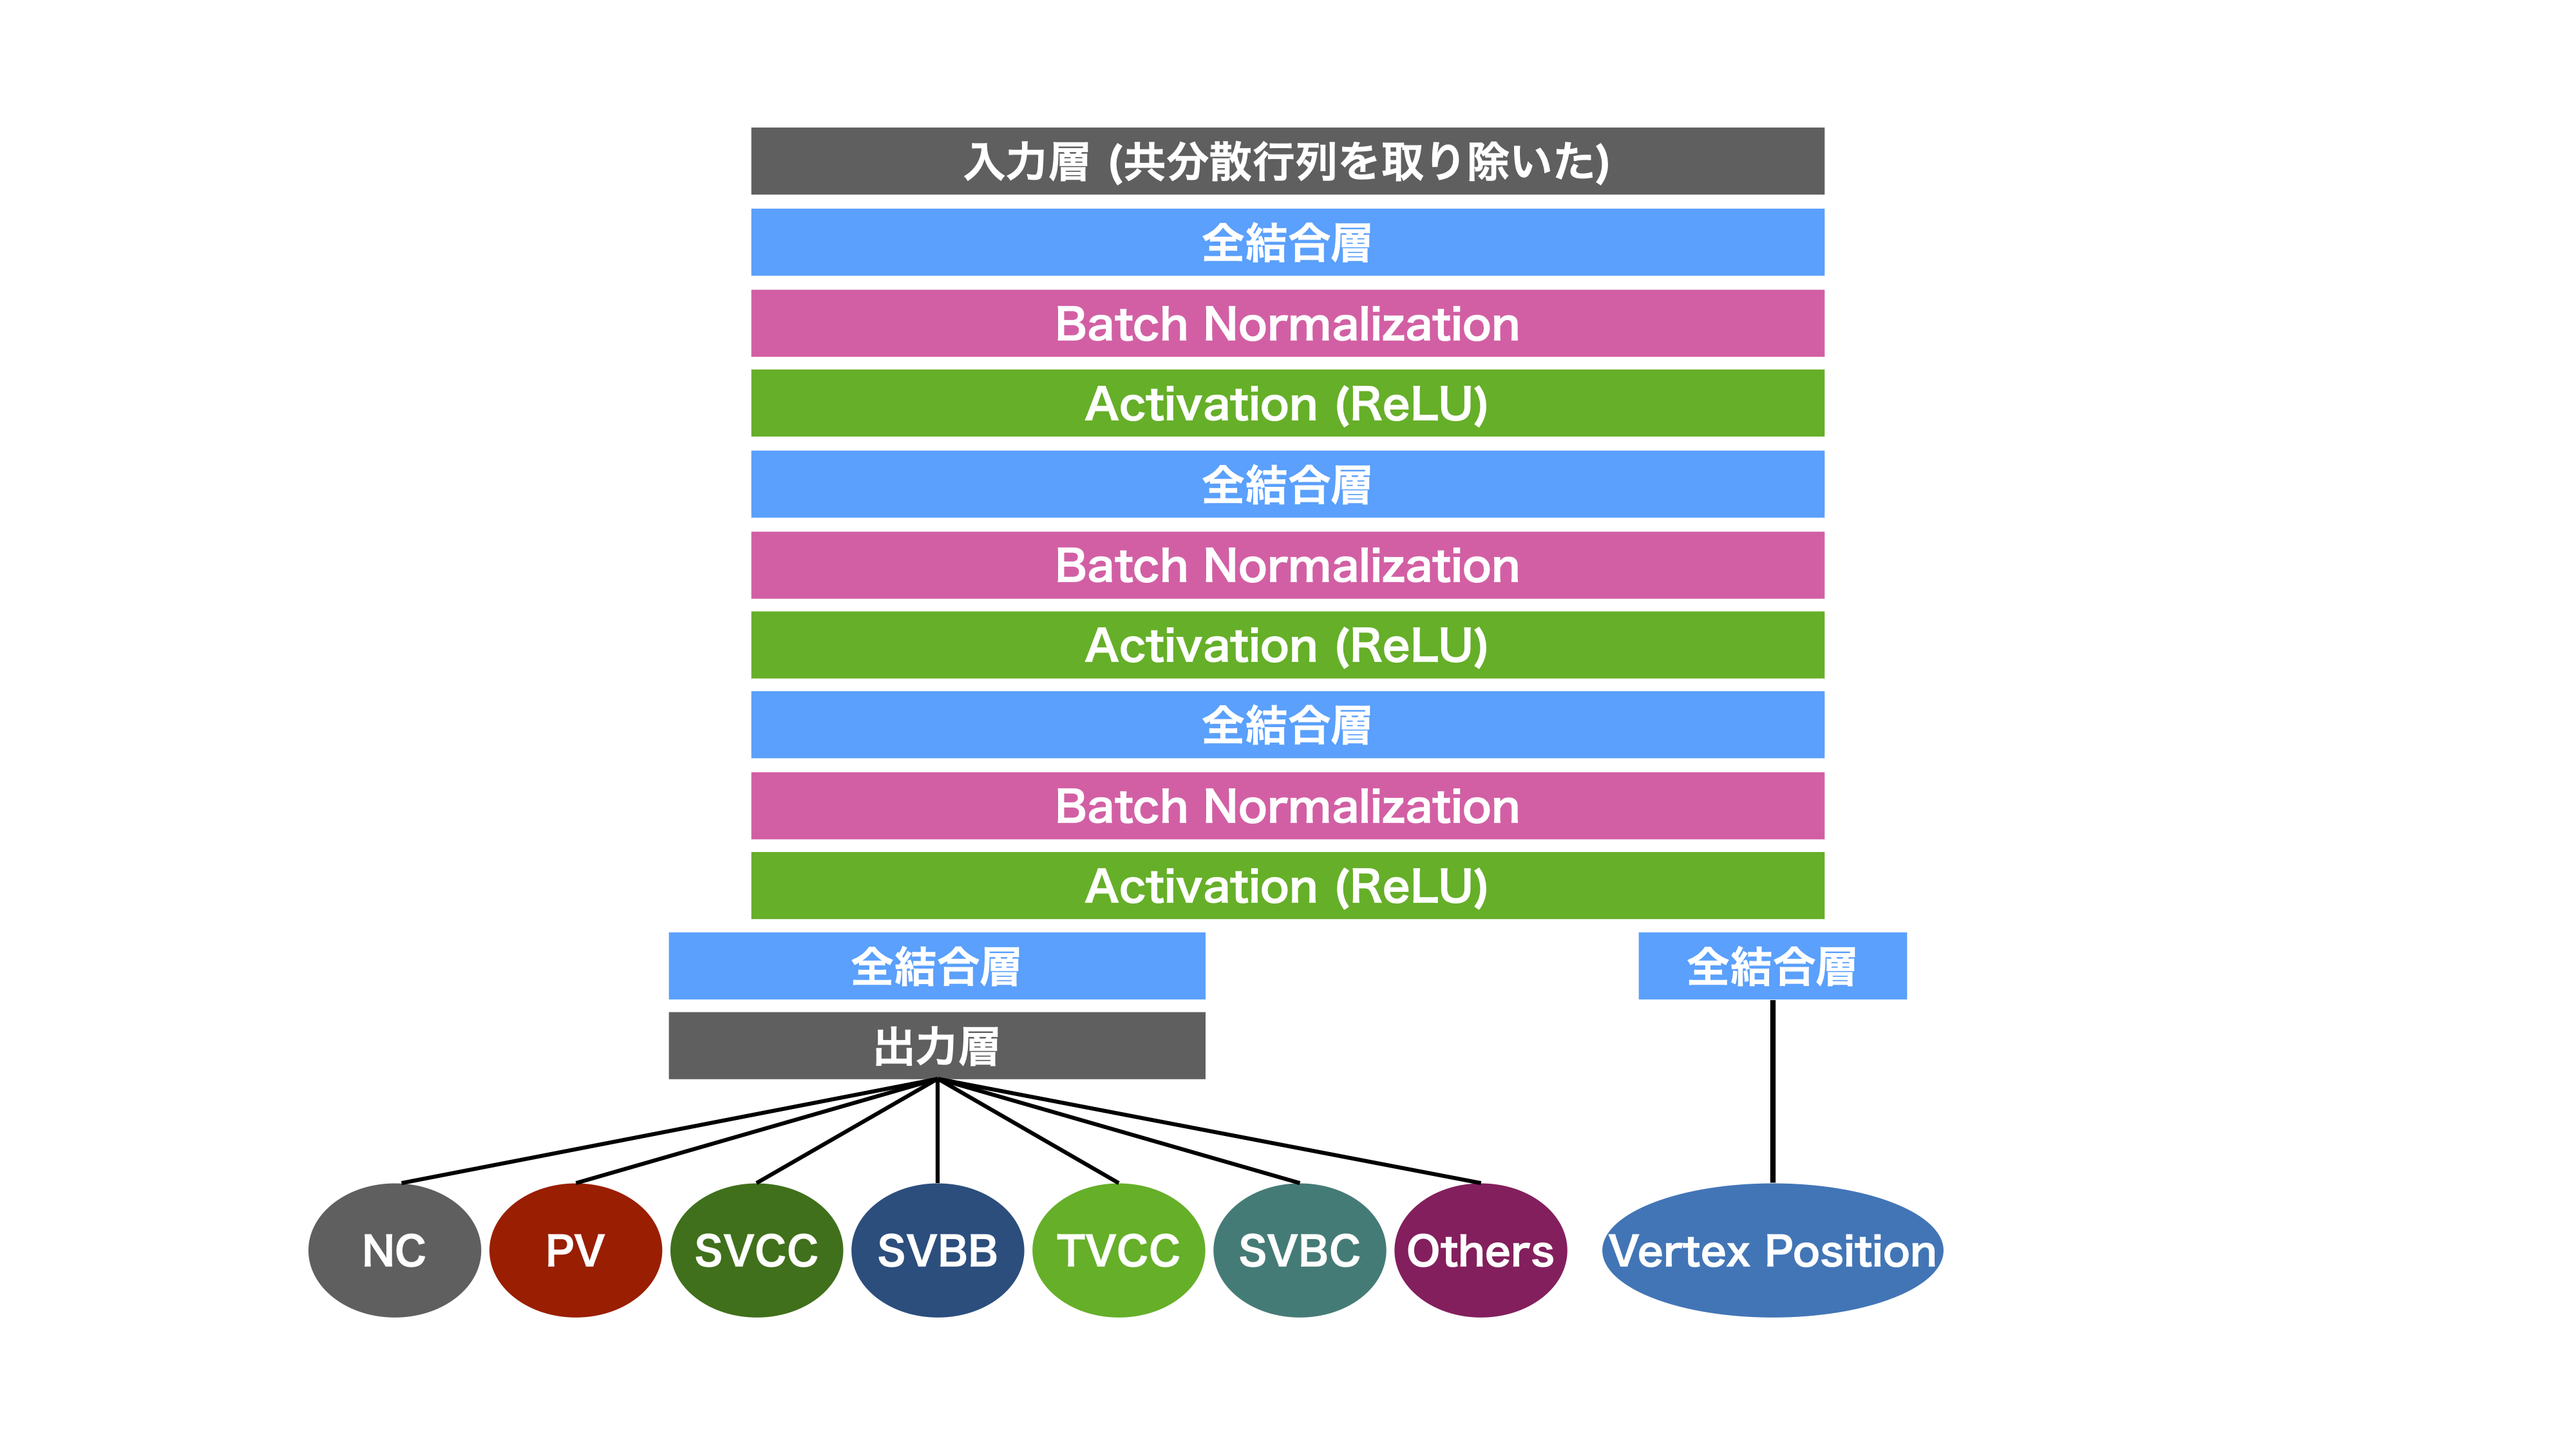 入力層 (共分散行列を取り除いた)
全結合層
Batch Normalization
Activation (ReLU)
全結合層
Batch Normalization
Activation (ReLU)
全結合層
Batch Normalization
Activation (ReLU)
全結合層
全結合層
出力層
NC
PV
SVCC
SVBB
TVCC
SVBC
Others
Vertex Position